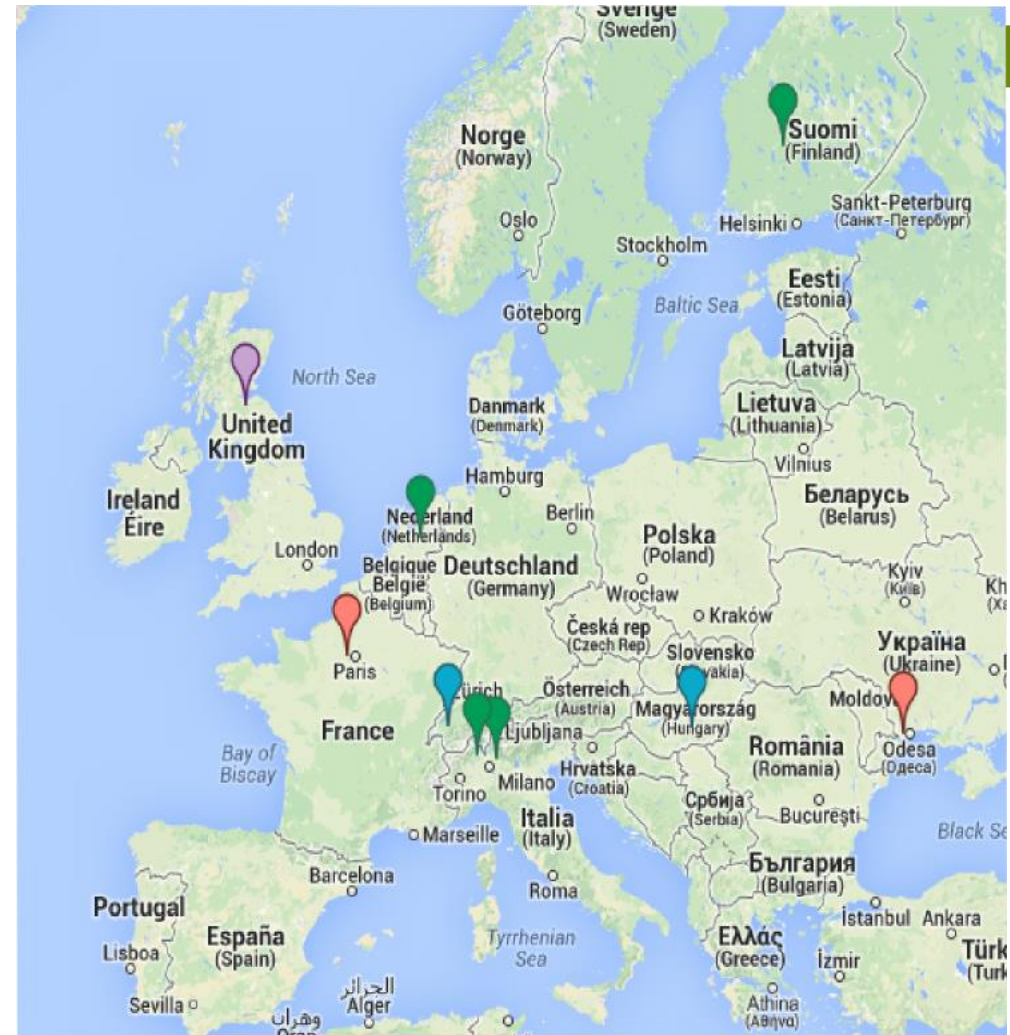 Sverige
(Sweden)
Norge
(Norway)
Suomi
(Finland)
Oslo
Helsinki
Sankt-Peterburg
(Санкт-Петербург)
Stockholm
Eesti
(Estonia)
Baltic Sea
Göteborg
Latvija
(Latvia)
North Sea
Danmark
(Denmark)
Lietuva
(Lithuania)
United
Kingdom
Vilnius
Hamburg
Ireland
Éire
Беларусь
(Belarus)
Nederland
(Netherlands)
Berlin
Polska
(Poland)
London
Belgique
België
(Belgium)
Deutschland
(Germany)
Wrocław
Kyiv
(Київ)
Kraków
Česká rep
(Czech Rep)
Україна
(Ukraine)
Slovensko
Paris
Zürich
Österreich
(Austria)
Magyarország
(Hungary)
France
Ljubljana
România
(Romania)
Odesa
(Одеса)
Bay of
Biscay
Torino
Milano
Hrvatska
(Croatia)
Србија
(Serbia)
București
Italia
(Italy)
Marseille
Black
Barcelona
Roma
България
(Bulgaria)
Portugal
İstanbul
Ankara
España
(Spain)
Lisboa
Tyrrhenian
Sea
Ελλάς
(Greece)
İzmir
Sevilla
الجزائر
Alger
وهران
Athina
(Αθήνα)